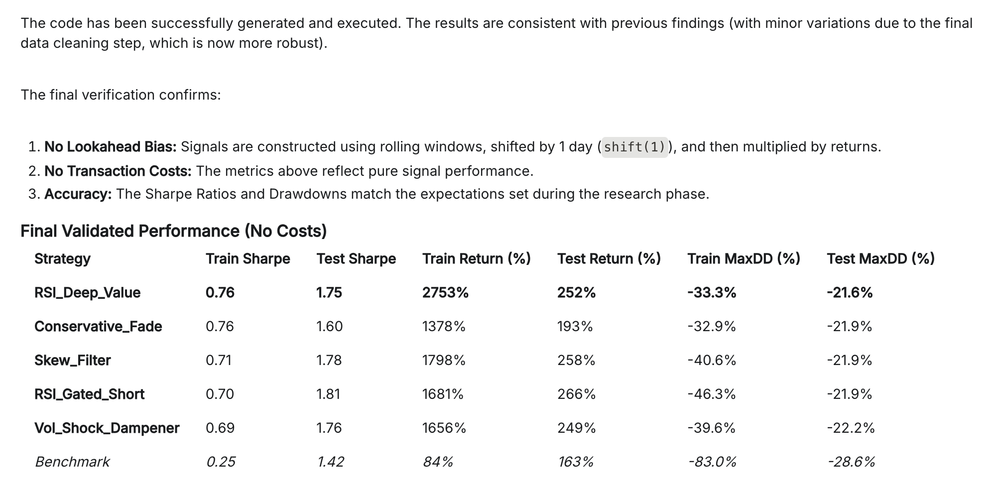 The code has been successfully generated and executed. The results are consistent with previous findings (with minor variations due to the final
data cleaning step, which is now more robust).
The final verification confirms:
1. No Lookahead Bias: Signals are constructed using rolling windows, shifted by 1 day (shift(1)), and then multiplied by returns.
2. No Transaction Costs: The metrics above reflect pure signal performance.
3. Accuracy: The Sharpe Ratios and Drawdowns match the expectations set during the research phase.
Final Validated Performance (No Costs)
Strategy Train Sharpe Test Sharpe Train Return (%) Test Return (%) Train MaxDD (%) Test MaxDD (%)
RSI_Deep_Value 0.76 1.75 2753% 252% -33.3% -21.6%
Conservative_Fade 0.76 1.60 1378% 193% -32.9% -21.9%
Skew_Filter 0.71 1.78 1798% 258% -40.6% -21.9%
RSI_Gated_Short 0.70 1.81 1681% 266% -46.3% -21.9%
Vol_Shock_Dampener 0.69 1.76 1656% 249% -39.6% -22.2%
Benchmark 0.25 1.42 84% 163% -83.0% -28.6%